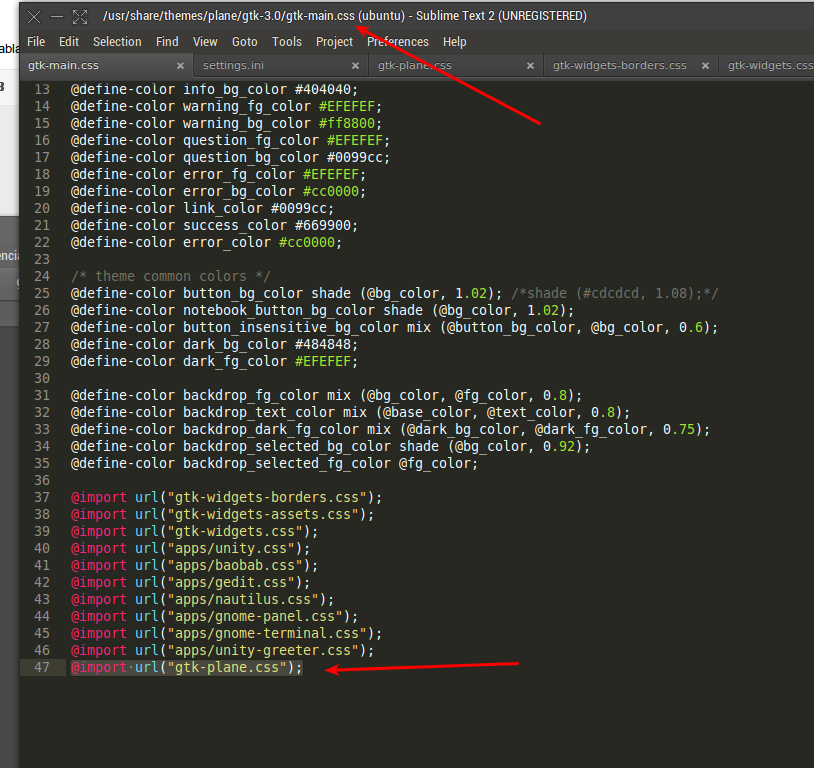 /usr/share/themes/plane/gtk-3.0/gtk-main.css (ubuntu) - Sublime Text 2 (UNREGISTERED)
File Edit Selection Find View Goto Tools Project Preferences Help
gtk-main.css settings.ini gtk-plane.css gtk-widgets-borders.css gtk-widgets.css
13 @define-color info_bg_color #404040;
14 @define-color warning_fg_color #EFEFEF;
15 @define-color warning_bg_color #ff8800;
16 @define-color question_fg_color #EFEFEF;
17 @define-color question_bg_color #0099cc;
18 @define-color error_fg_color #EFEFEF;
19 @define-color error_bg_color #cc0000;
20 @define-color link_color #0099cc;
21 @define-color success_color #669900;
22 @define-color error_color #cc0000;
23
24 /* theme common colors */
25 @define-color button_bg_color shade (@bg_color, 1.02); /*shade (#cdcdcd, 1.08);*/
26 @define-color notebook_button_bg_color shade (@bg_color, 1.02);
27 @define-color button_insensitive_bg_color mix (@button_bg_color, @bg_color, 0.6);
28 @define-color dark_bg_color #484848;
29 @define-color dark_fg_color #EFEFEF;
30
31 @define-color backdrop_fg_color mix (@bg_color, @fg_color, 0.8);
32 @define-color backdrop_text_color mix (@base_color, @text_color, 0.8);
33 @define-color backdrop_dark_fg_color mix (@dark_bg_color, @dark_fg_color, 0.75);
34 @define-color backdrop_selected_bg_color shade (@bg_color, 0.92);
35 @define-color backdrop_selected_fg_color @fg_color;
36
37 @import url("gtk-widgets-borders.css");
38 @import url("gtk-widgets-assets.css");
39 @import url("gtk-widgets.css");
40 @import url("apps/unity.css");
41 @import url("apps/baobab.css");
42 @import url("apps/gedit.css");
43 @import url("apps/nautilus.css");
44 @import url("apps/gnome-panel.css");
45 @import url("apps/gnome-terminal.css");
46 @import url("apps/unity-greeter.css");
47 @import url("gtk-plane.css");